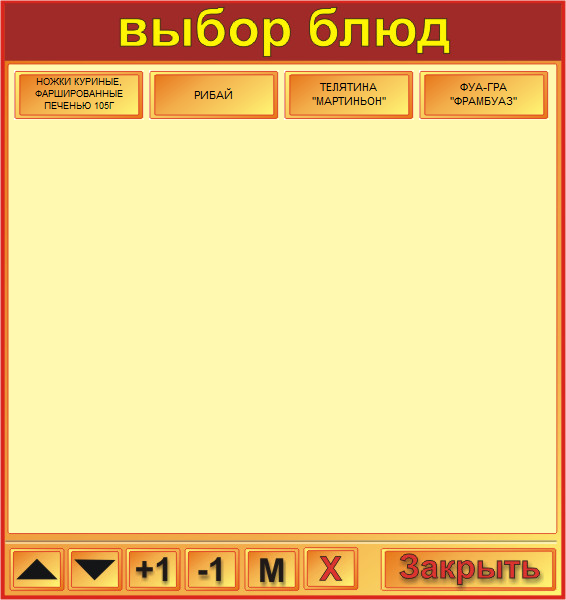 выбор блюд
НОЖКИ КУРИНЫЕ,
ФАРШИРОВАННЫЕ
ПЕЧЕНЬЮ 105Г
РИБАЙ
ТЕЛЯТИНА
"МАРТИНЬОН"
ФУА-ГРА
"ФРАМБУАЗ"
+1 -1 М Х Закрыть